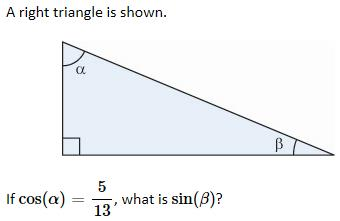 A right triangle is shown.
α
β
If cos(α) = 5/13, what is sin(β)?